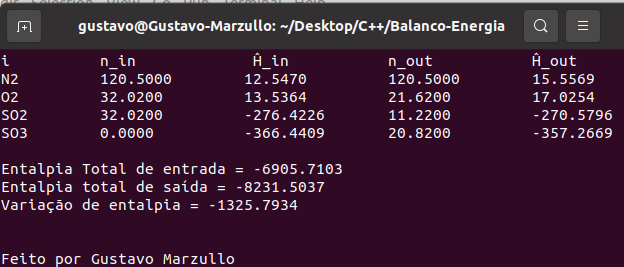 gustavo@Gustavo-Marzullo: ~/Desktop/C++/Balanco-Energia
i n_in Ĥ_in n_out Ĥ_out
N2 120.5000 12.5470 120.5000 15.5569
O2 32.0200 13.5364 21.6200 17.0254
SO2 32.0200 -276.4226 11.2200 -270.5796
SO3 0.0000 -366.4409 20.8200 -357.2669
Entalpia Total de entrada = -6905.7103
Entalpia total de saída = -8231.5037
Variação de entalpia = -1325.7934
Feito por Gustavo Marzullo